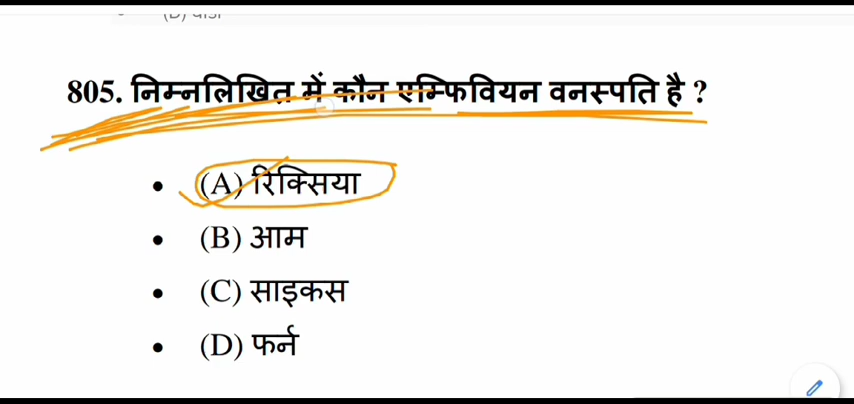 805. निम्नलिखित में कौन एम्फिवियन वनस्पति है ?
(A) रिक्सिया
(B) आम
(C) साइकस
(D) फर्न